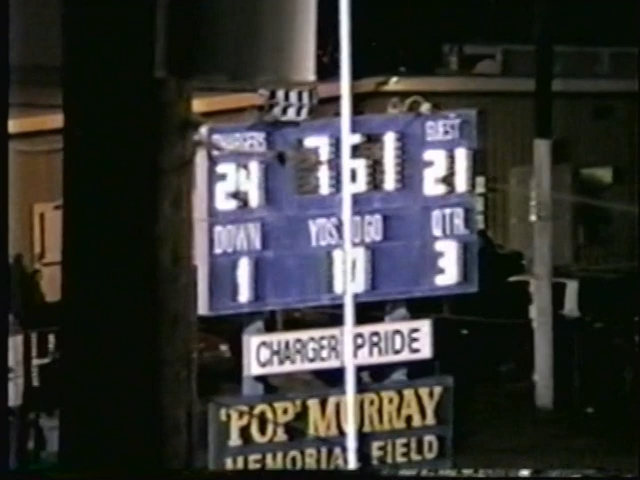 CHARGERS 7 51 GUEST
24 21
DOWN YDS. TO GO QTR.
1 10 3
CHARGER PRIDE
'POP' MURRAY
MEMORIAL FIELD